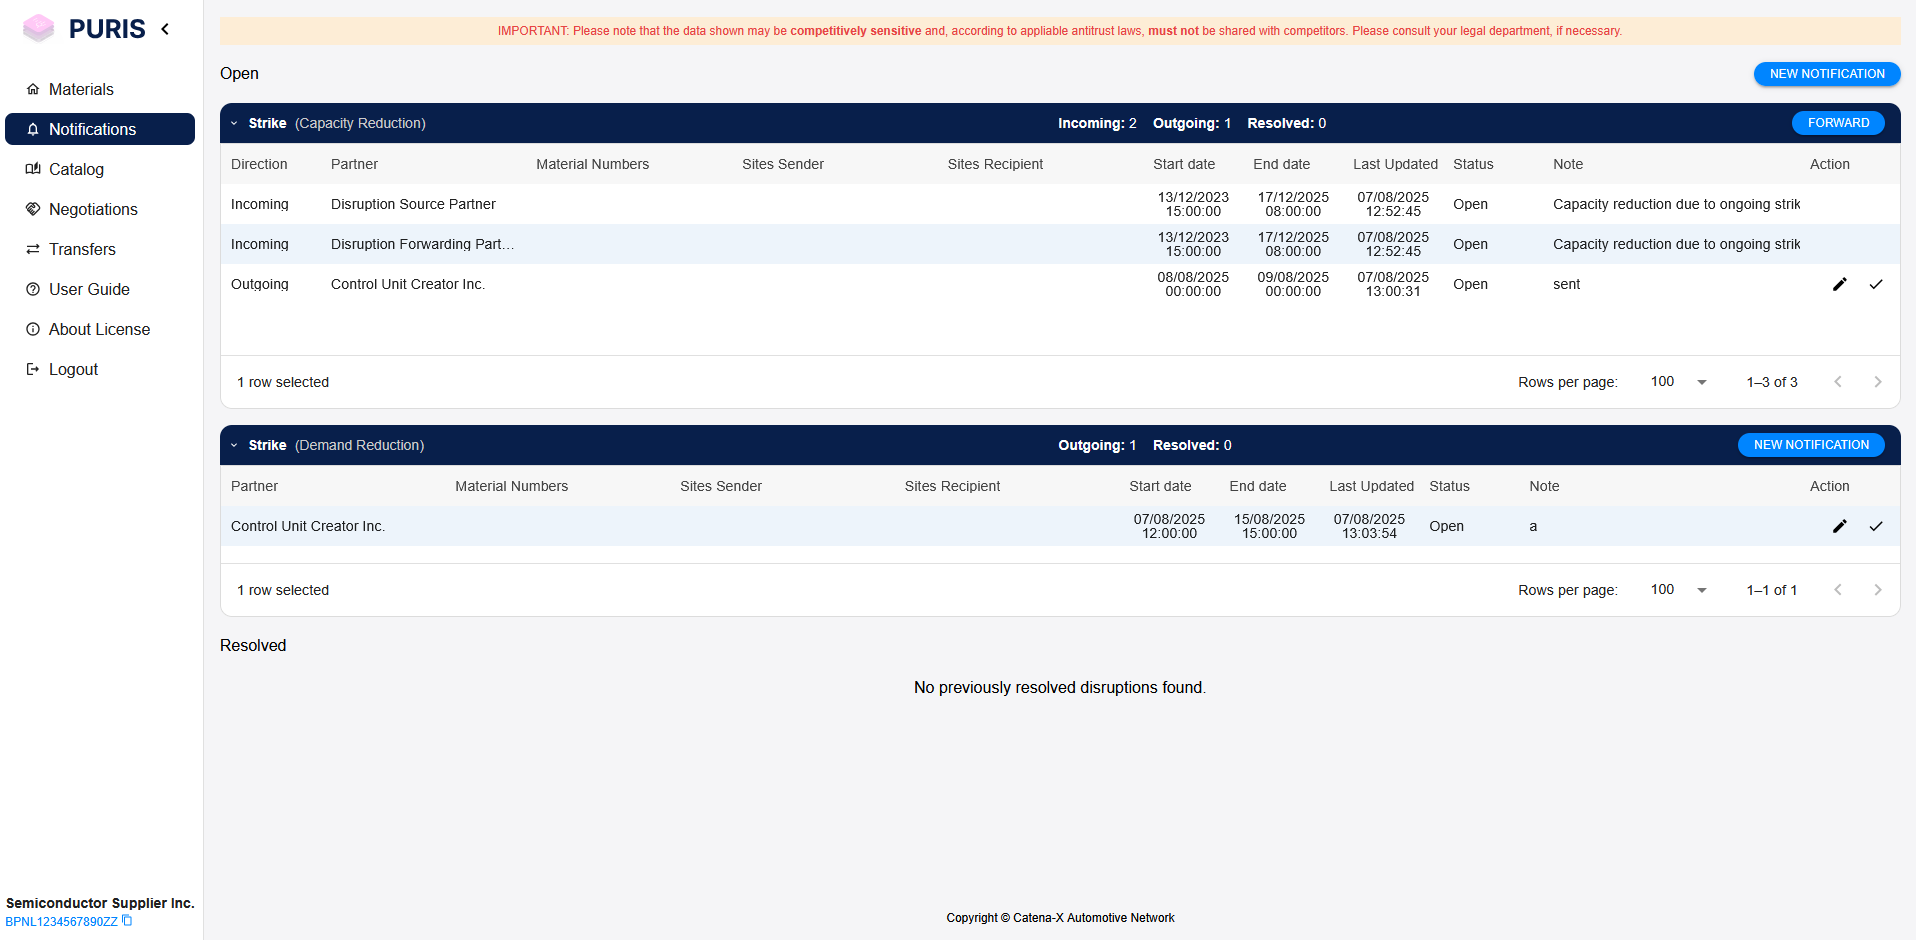 PURIS
Materials
Notifications
Catalog
Negotiations
Transfers
User Guide
About License
Logout
Semiconductor Supplier Inc.
BPNL1234567890ZZ
IMPORTANT: Please note that the data shown may be competitively sensitive and, according to appliable antitrust laws, must not be shared with competitors. Please consult your legal department, if necessary.
Open
NEW NOTIFICATION
Strike (Capacity Reduction) Incoming: 2 Outgoing: 1 Resolved: 0 FORWARD
Direction Partner Material Numbers Sites Sender Sites Recipient Start date End date Last Updated Status Note Action
Incoming Disruption Source Partner 13/12/2023 15:00:00 17/12/2025 08:00:00 07/08/2025 12:52:45 Open Capacity reduction due to ongoing strik
Incoming Disruption Forwarding Part... 13/12/2023 15:00:00 17/12/2025 08:00:00 07/08/2025 12:52:45 Open Capacity reduction due to ongoing strik
Outgoing Control Unit Creator Inc. 08/08/2025 00:00:00 09/08/2025 00:00:00 07/08/2025 13:00:31 Open sent
1 row selected Rows per page: 100 1–3 of 3
Strike (Demand Reduction) Outgoing: 1 Resolved: 0 NEW NOTIFICATION
Partner Material Numbers Sites Sender Sites Recipient Start date End date Last Updated Status Note Action
Control Unit Creator Inc. 07/08/2025 12:00:00 15/08/2025 15:00:00 07/08/2025 13:03:54 Open a
1 row selected Rows per page: 100 1–1 of 1
Resolved
No previously resolved disruptions found.
Copyright © Catena-X Automotive Network